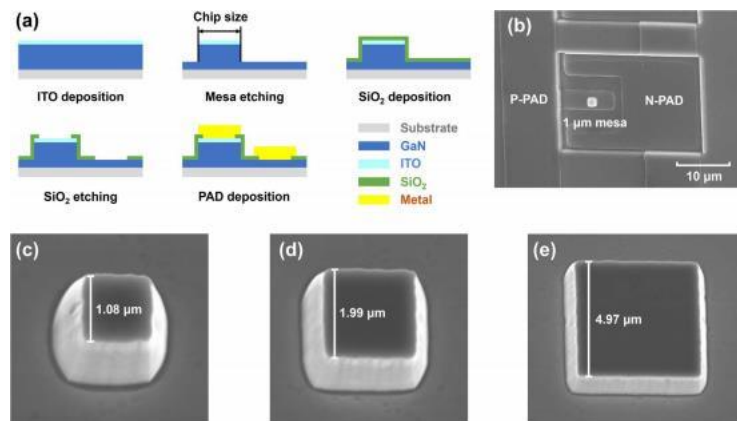 (a)
Chip size
ITO deposition
Mesa etching
SiO₂ deposition
SiO₂ etching
PAD deposition
Substrate
GaN
ITO
SiO₂
Metal
(b)
P-PAD
N-PAD
1 μm mesa
10 μm
(c)
1.08 μm
(d)
1.99 μm
(e)
4.97 μm